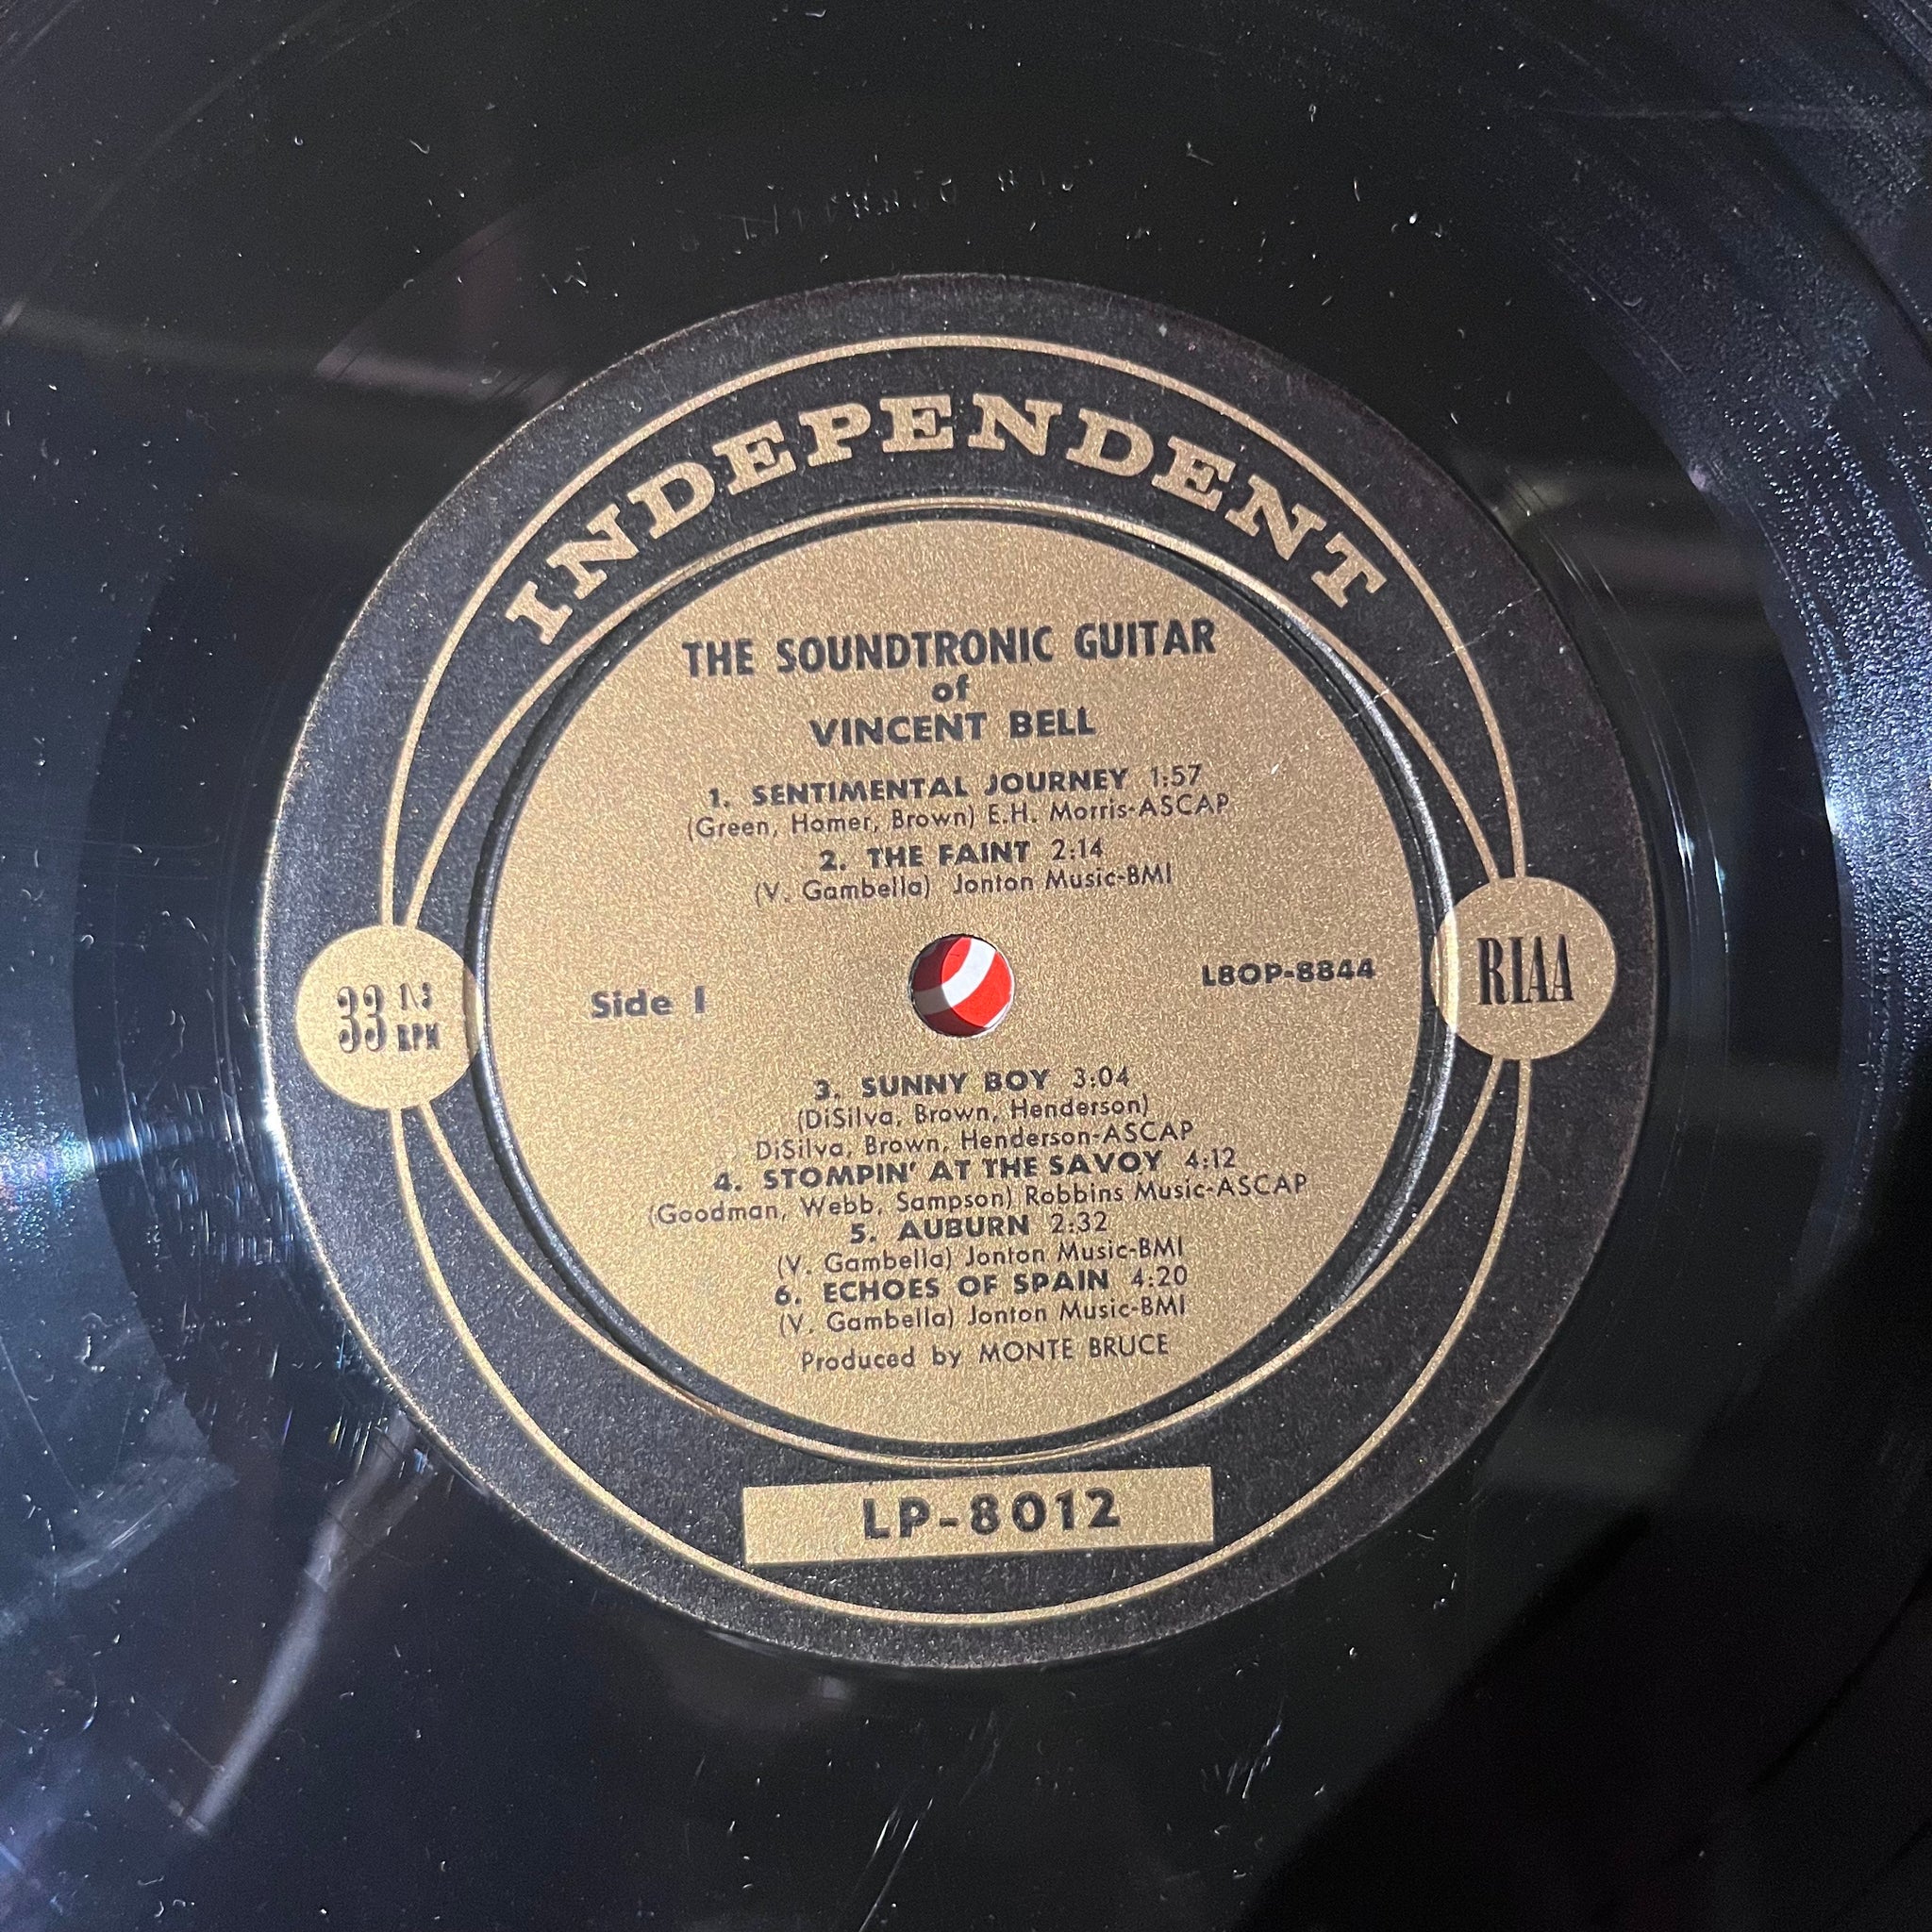 INDEPENDENT
THE SOUNDTRONIC GUITAR
of
VINCENT BELL
1. SENTIMENTAL JOURNEY 1:57
(Green, Homer, Brown) E.H. Morris-ASCAP
2. THE FAINT 2:14
(V. Gambella) Jonton Music-BMI
33 1/3
RPM
Side I
L8OP-8844
RIAA
3. SUNNY BOY 3:04
(DiSilva, Brown, Henderson)
DiSilva, Brown, Henderson-ASCAP
4. STOMPIN' AT THE SAVOY 4:12
(Goodman, Webb, Sampson) Robbins Music-ASCAP
5. AUBURN 2:32
(V. Gambella) Jonton Music-BMI
6. ECHOES OF SPAIN 4:20
(V. Gambella) Jonton Music-BMI
Produced by MONTE BRUCE
LP-8012